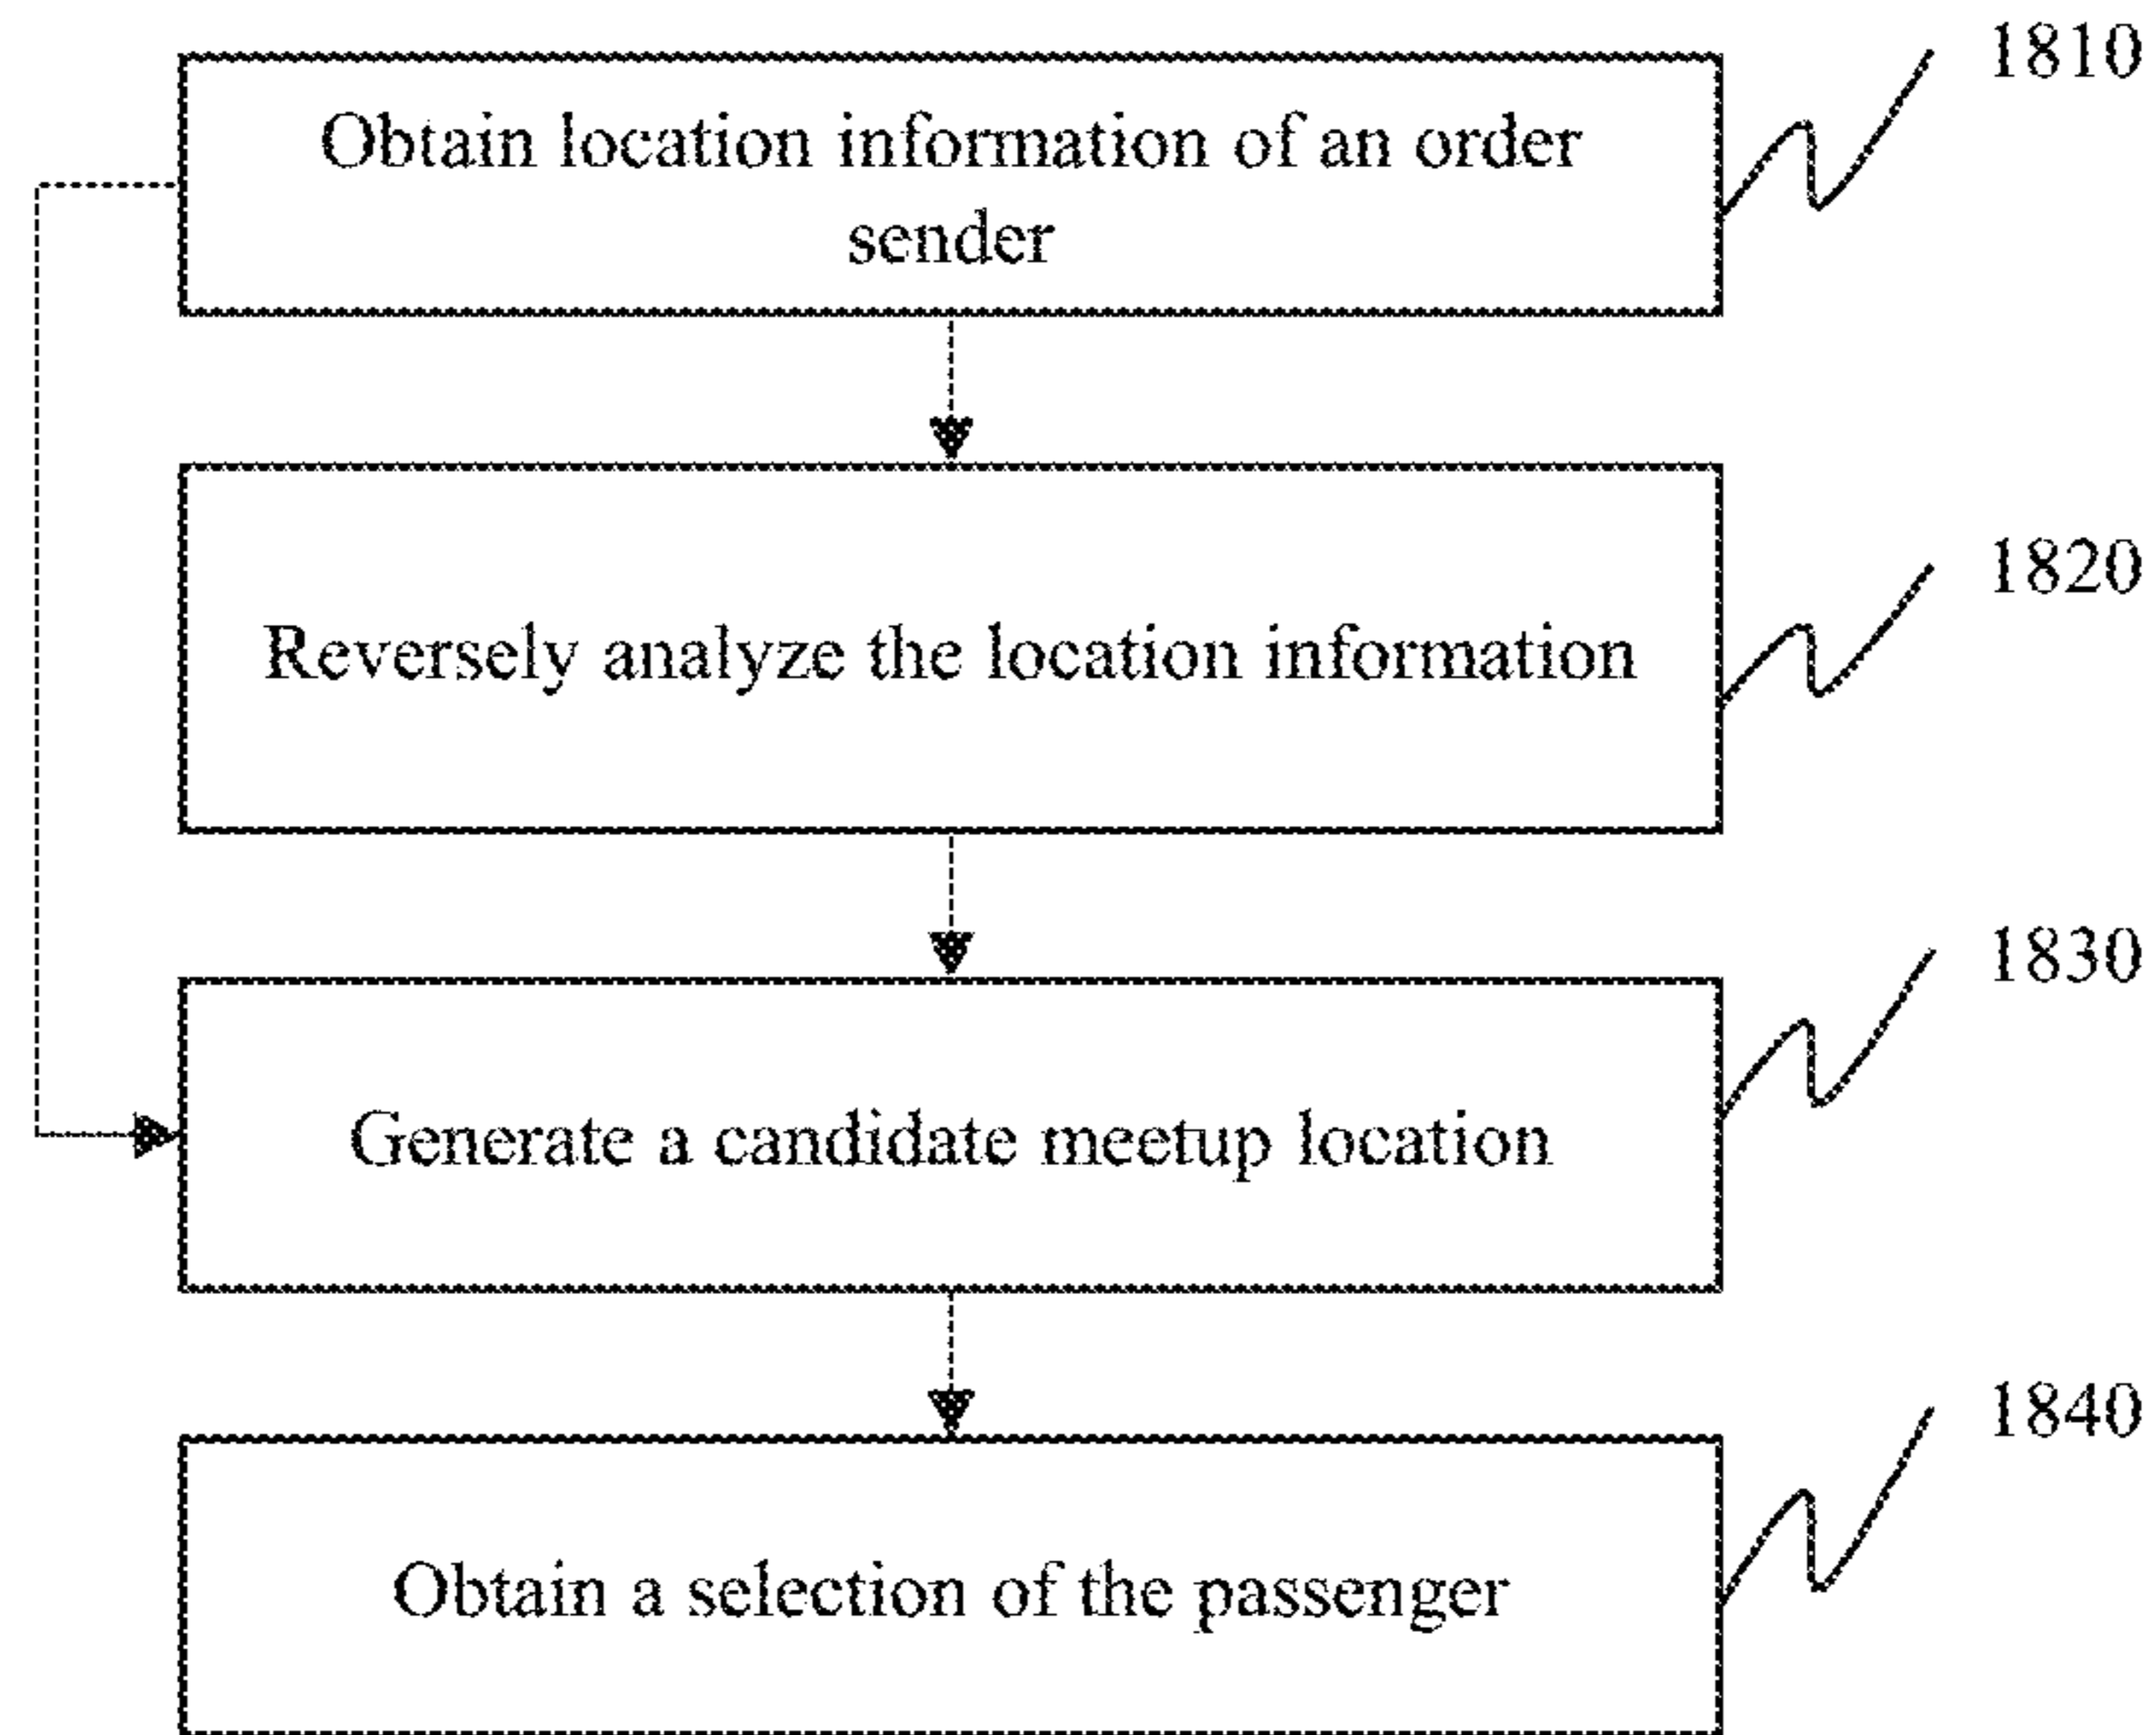 1810
Obtain location information of an order
sender
1820
Reversely analyze the location information
1830
Generate a candidate meetup location
1840
Obtain a selection of the passenger